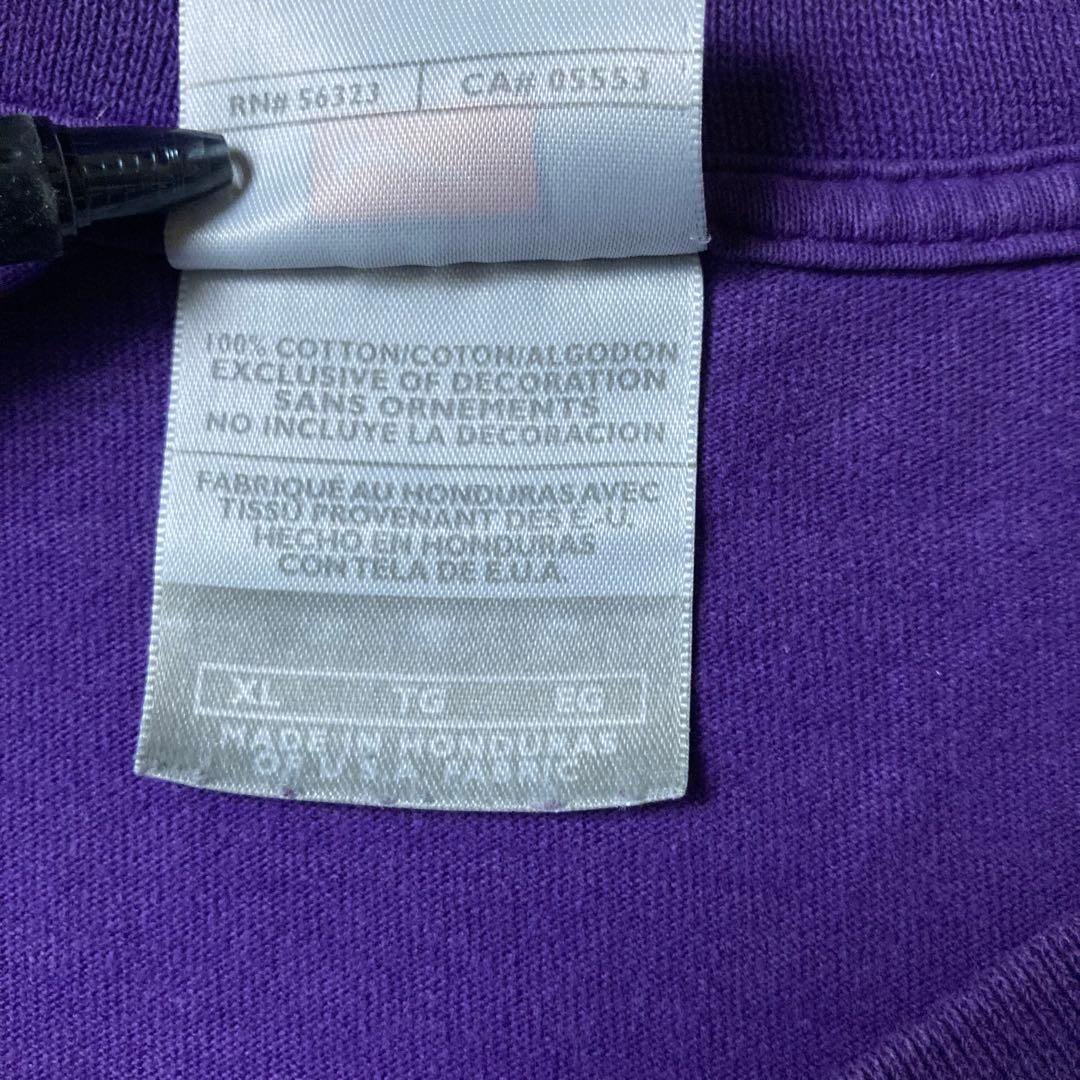 RN# 56323 | CA# 05553
100% COTTON/COTON/ALGODON
EXCLUSIVE OF DECORATION
SANS ORNEMENTS
NO INCLUYE LA DECORACION
FABRIQUÉ AU HONDURAS AVEC
TISSU PROVENANT DES É.-U.
HECHO EN HONDURAS
CON TELA DE E.U.A.
XL TG EG
MADE IN HONDURAS
OF U.S.A. FABRIC